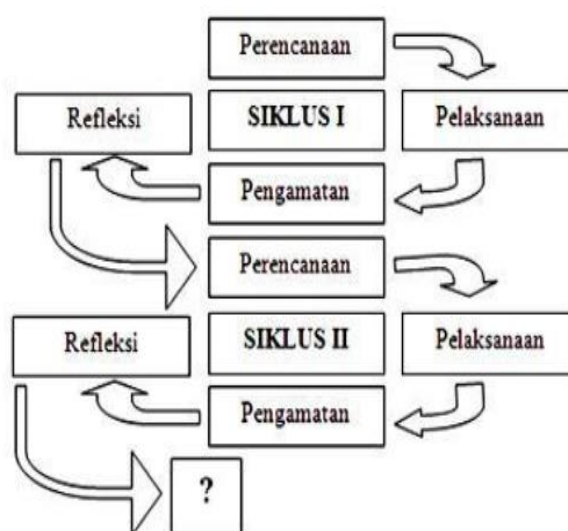 Perencanaan
Refleksi
SIKLUS I
Pelaksanaan
Pengamatan
Perencanaan
Refleksi
SIKLUS II
Pelaksanaan
Pengamatan
?